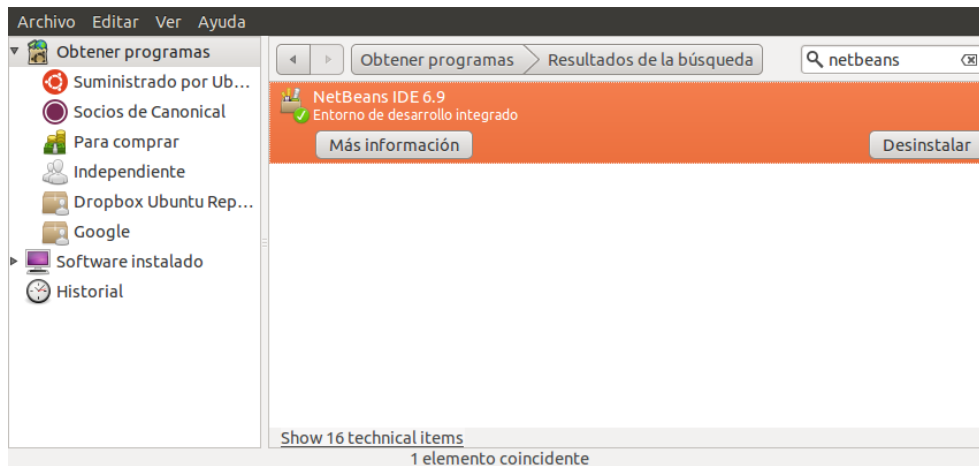 Archivo Editar Ver Ayuda
Obtener programas
Suministrado por Ub...
Socios de Canonical
Para comprar
Independiente
Dropbox Ubuntu Rep...
Google
Software instalado
Historial
Obtener programas Resultados de la búsqueda netbeans
NetBeans IDE 6.9
Entorno de desarrollo integrado
Más información Desinstalar
Show 16 technical items
1 elemento coincidente